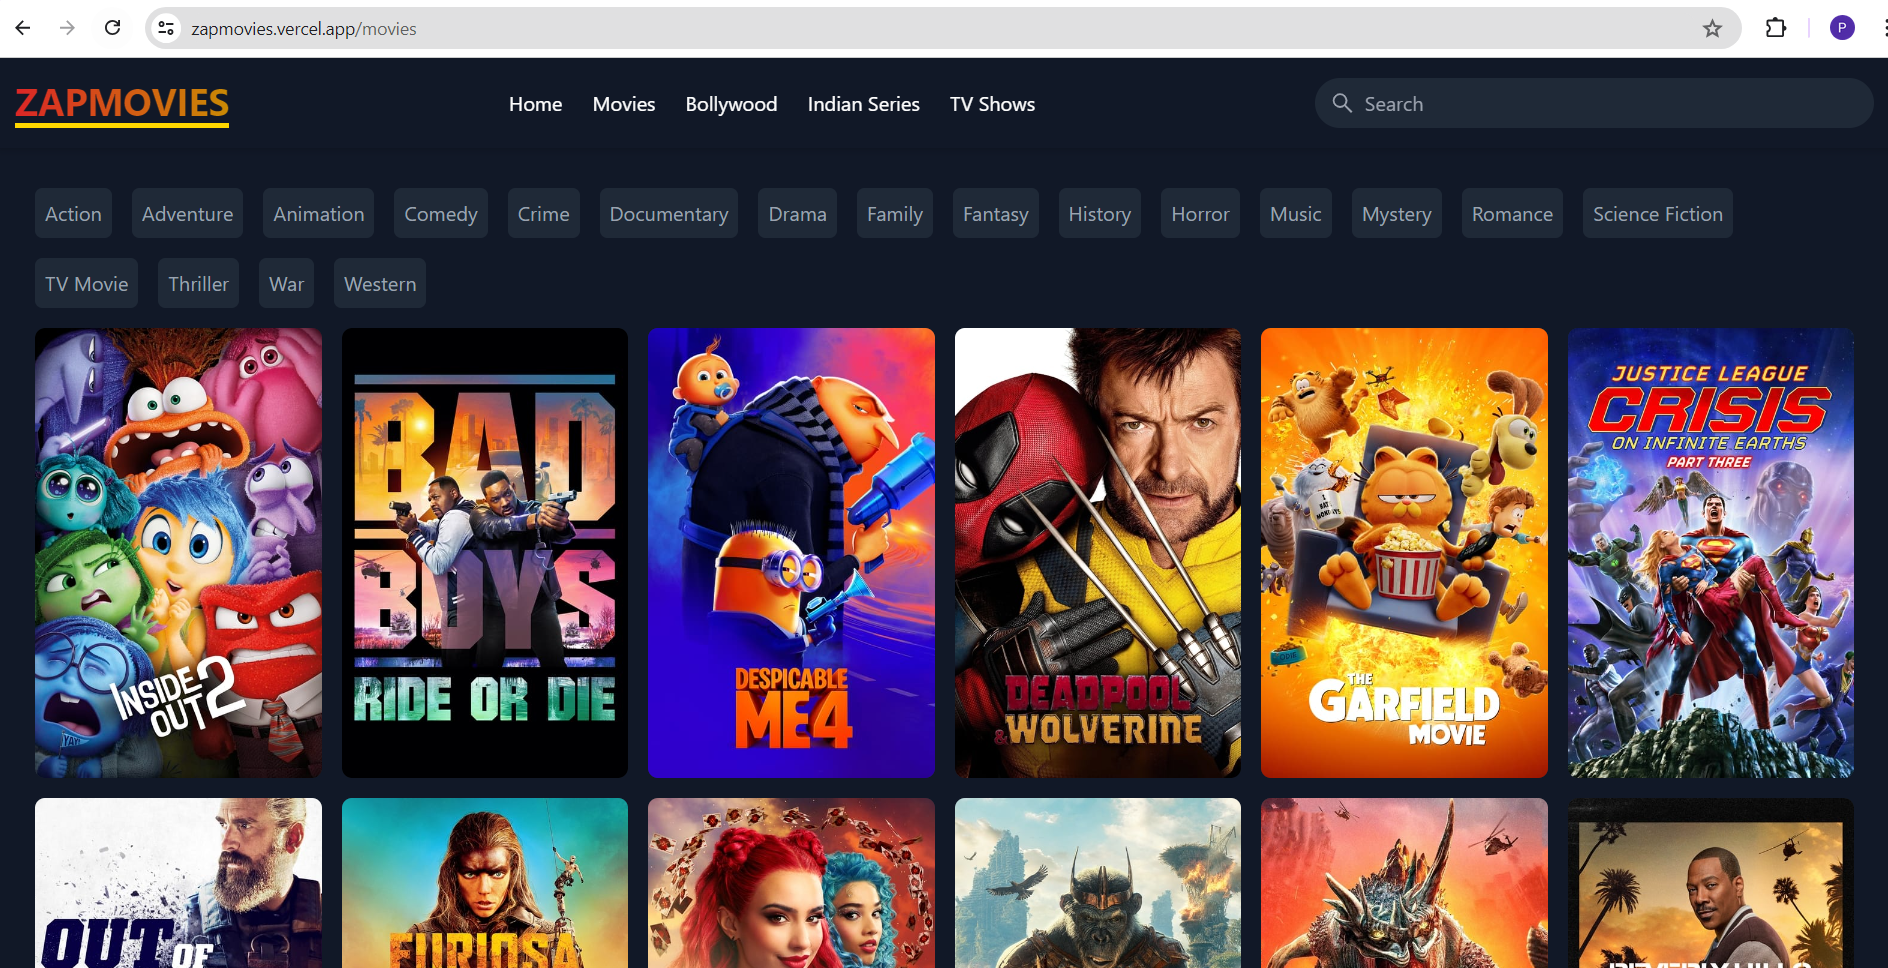 zapmovies.vercel.app/movies
P
ZAPMOVIES
Home Movies Bollywood Indian Series TV Shows
Search
Action Adventure Animation Comedy Crime Documentary Drama Family Fantasy History Horror Music Mystery Romance Science Fiction
TV Movie Thriller War Western
INSIDE
OUT 2
BAD
BOYS
RIDE OR DIE
DESPICABLE
ME4
DEADPOOL
& WOLVERINE
THE
GARFIELD
MOVIE
JUSTICE LEAGUE
CRISIS
ON INFINITE EARTHS
PART THREE
OUT OF
FURIOSA
BEVERLY HILLS